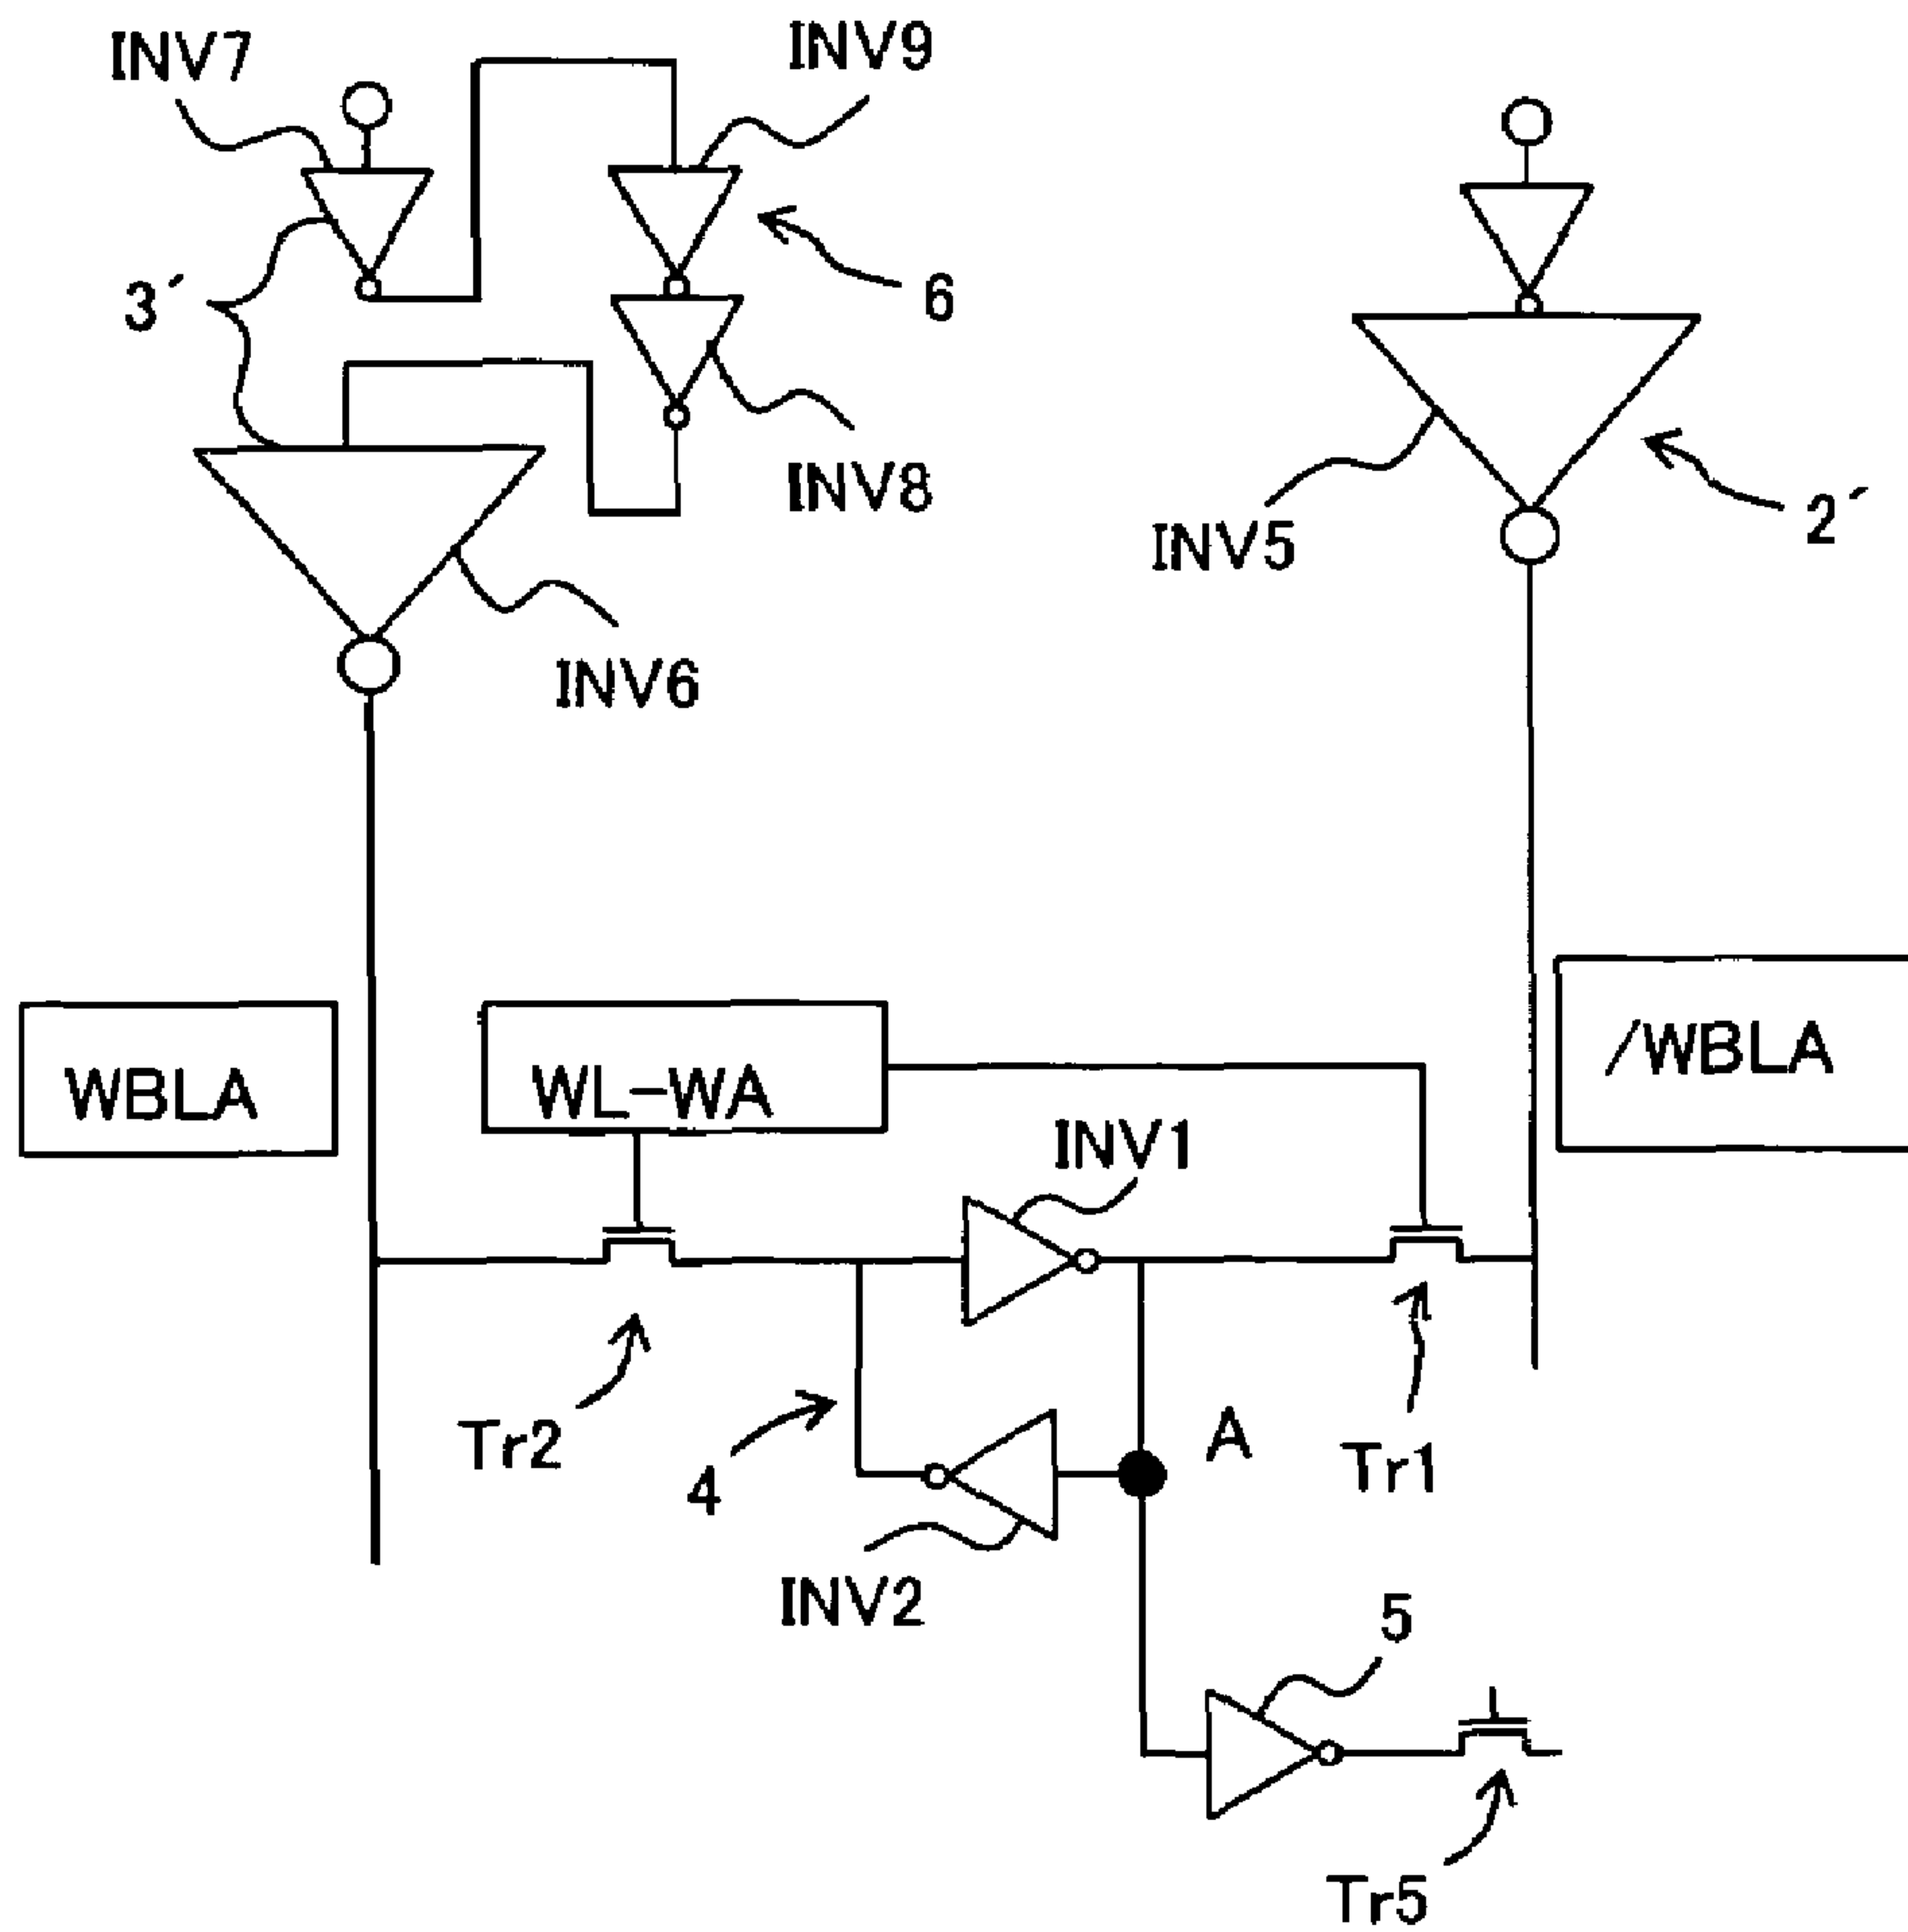 INV7
INV9
3´
6
INV8
INV5
2´
INV6
WBLA
WL-WA
/WBLA
INV1
Tr2
4
A
Tr1
INV2
5
Tr5